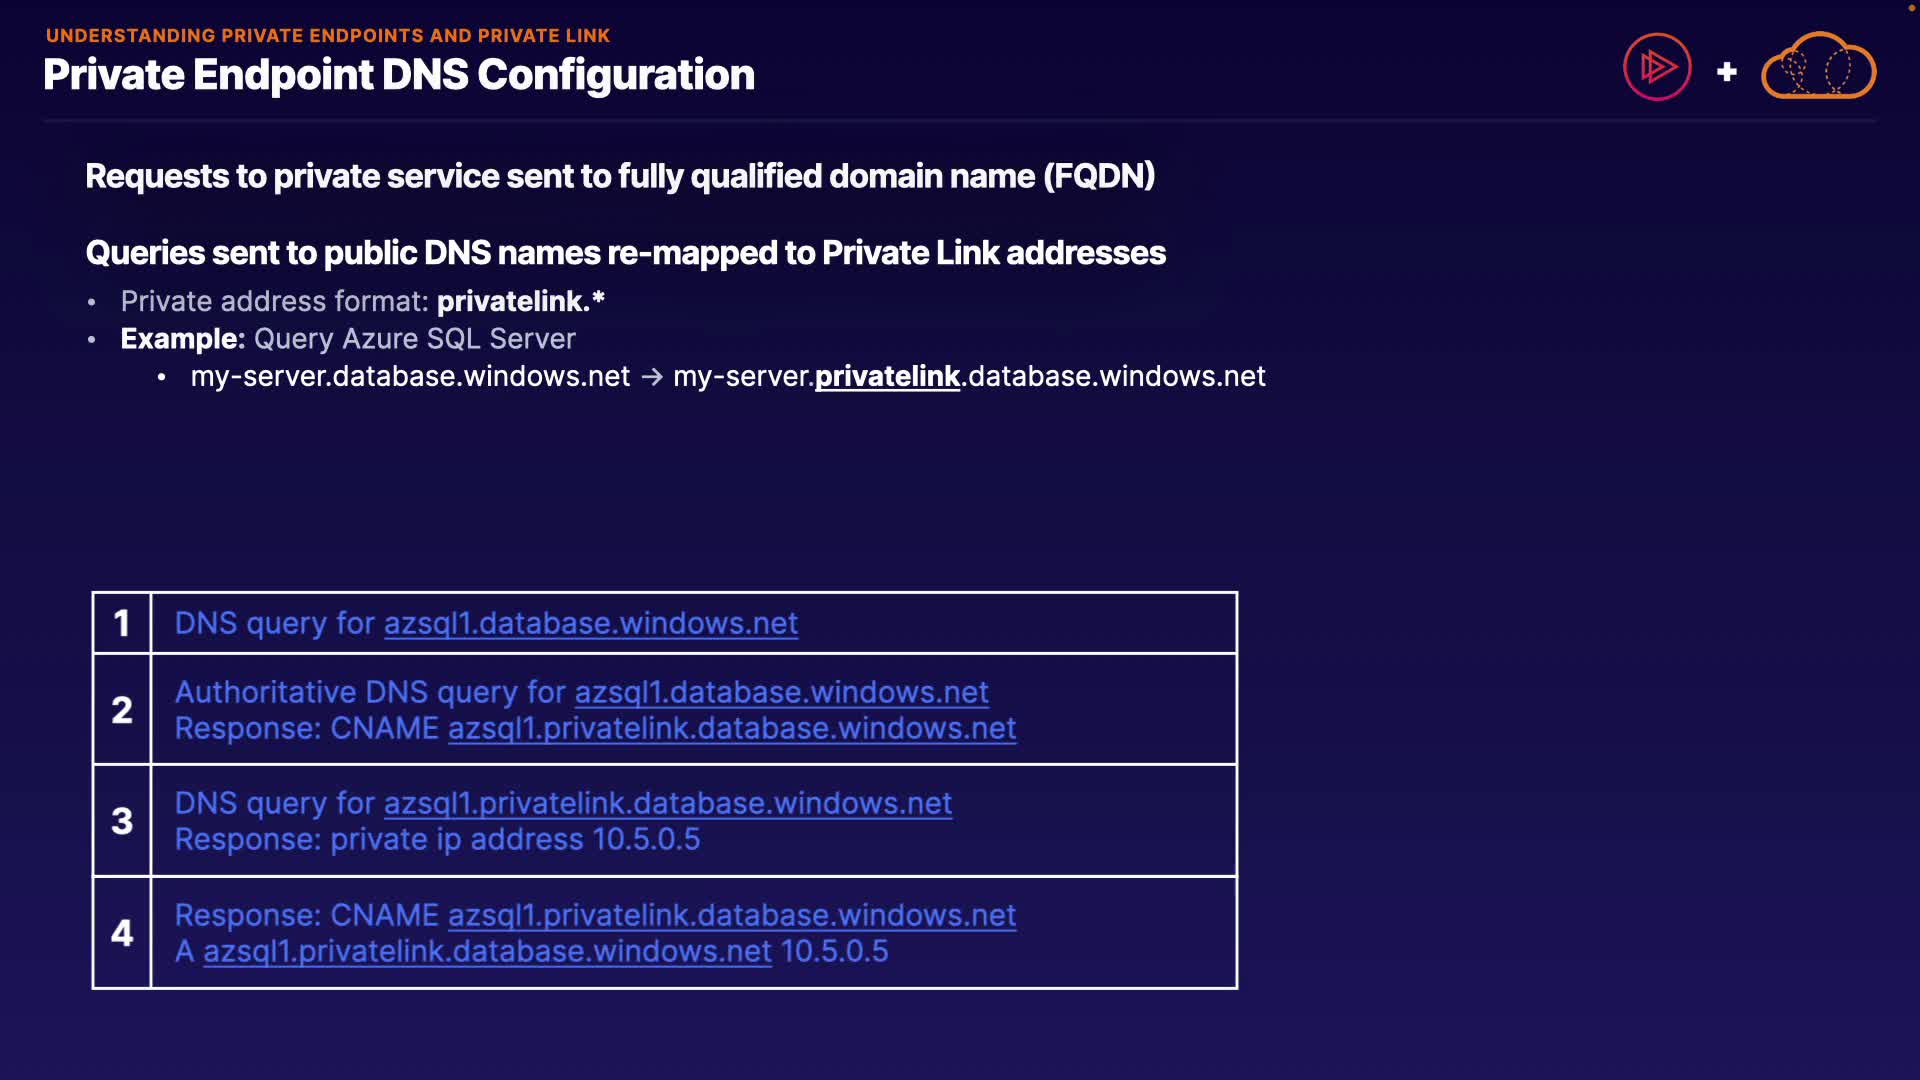 UNDERSTANDING PRIVATE ENDPOINTS AND PRIVATE LINK
Private Endpoint DNS Configuration
+
Requests to private service sent to fully qualified domain name (FQDN)
Queries sent to public DNS names re-mapped to Private Link addresses
• Private address format: privatelink.*
• Example: Query Azure SQL Server
• my-server.database.windows.net → my-server.privatelink.database.windows.net
1 DNS query for azsql1.database.windows.net
2 Authoritative DNS query for azsql1.database.windows.net
Response: CNAME azsql1.privatelink.database.windows.net
3 DNS query for azsql1.privatelink.database.windows.net
Response: private ip address 10.5.0.5
4 Response: CNAME azsql1.privatelink.database.windows.net
A azsql1.privatelink.database.windows.net 10.5.0.5